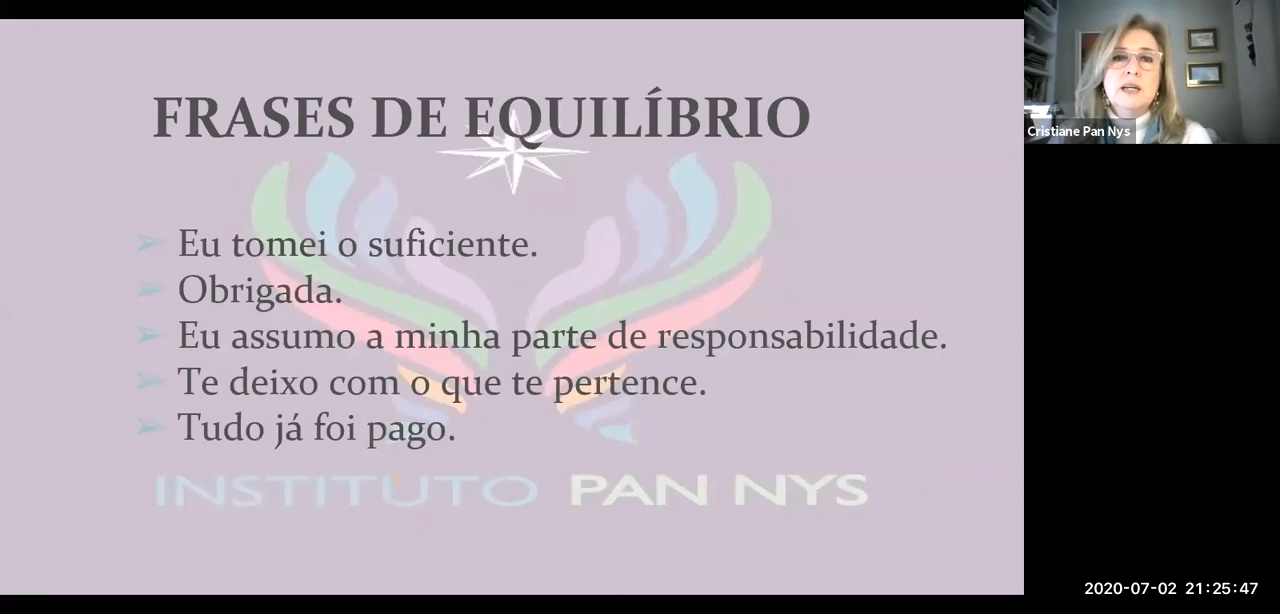 FRASES DE EQUILÍBRIO
➢ Eu tomei o suficiente.
➢ Obrigada.
➢ Eu assumo a minha parte de responsabilidade.
➢ Te deixo com o que te pertence.
➢ Tudo já foi pago.
INSTITUTO PAN NYS
Cristiane Pan Nys
2020-07-02 21:25:47